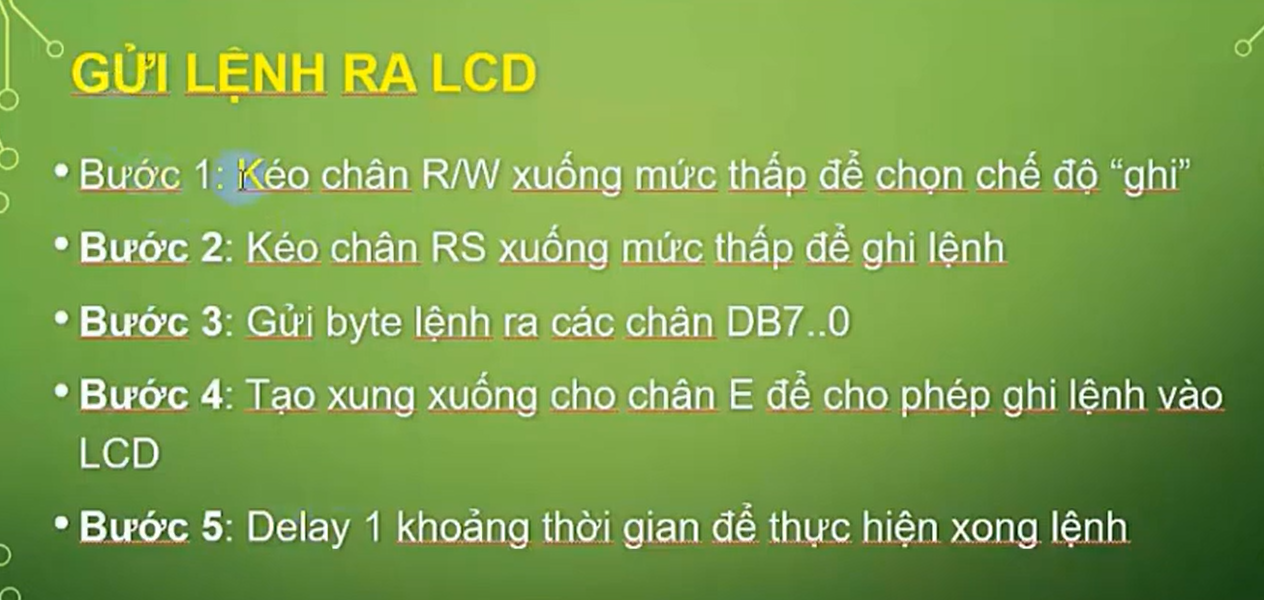 GỬI LỆNH RA LCD
• Bước 1: Kéo chân R/W xuống mức thấp để chọn chế độ “ghi”
• Bước 2: Kéo chân RS xuống mức thấp để ghi lệnh
• Bước 3: Gửi byte lệnh ra các chân DB7..0
• Bước 4: Tạo xung xuống cho chân E để cho phép ghi lệnh vào
LCD
• Bước 5: Delay 1 khoảng thời gian để thực hiện xong lệnh